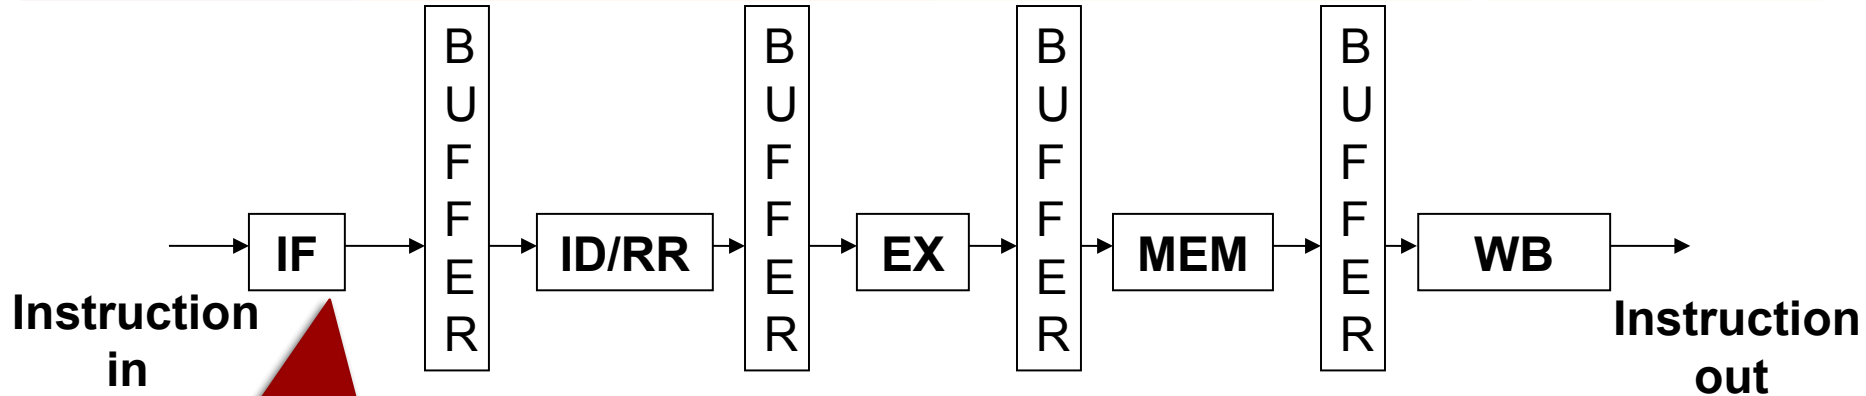 BUFFER
BUFFER
BUFFER
BUFFER
IF
ID/RR
EX
MEM
WB
Instruction
in
Instruction
out